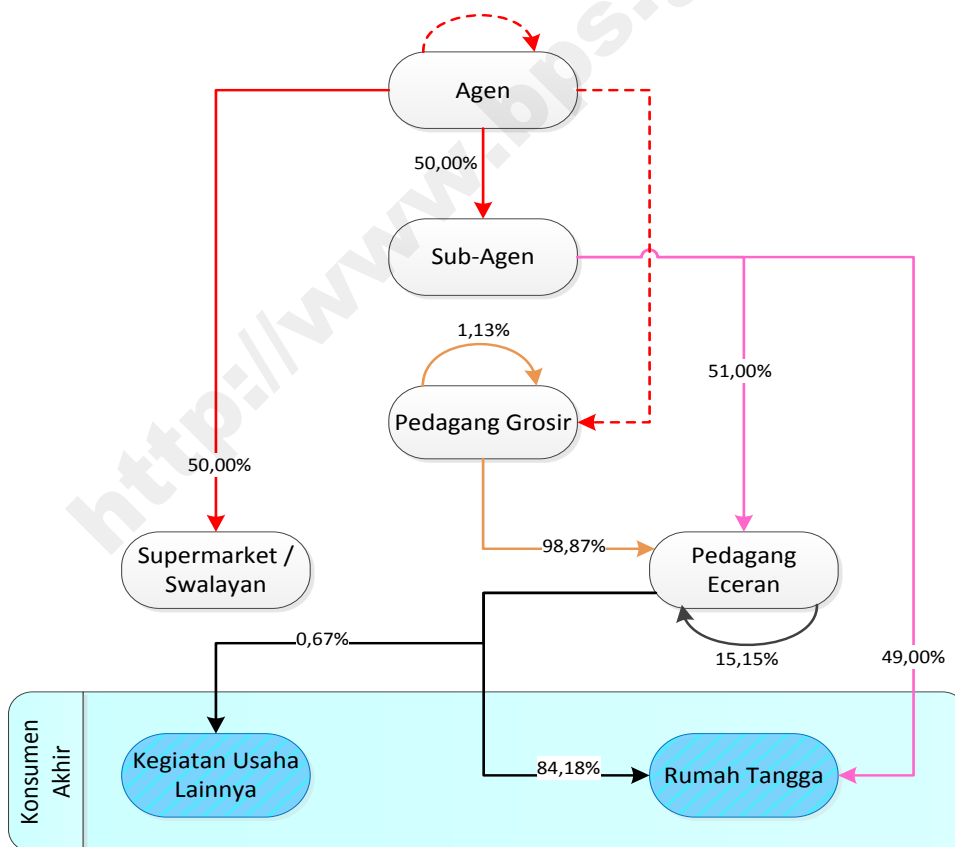 Agen
50,00%
Sub-Agen
1,13%
51,00%
Pedagang Grosir
50,00%
98,87%
Supermarket /
Swalayan
Pedagang
Eceran
0,67%
15,15%
49,00%
Konsumen
Akhir
Kegiatan Usaha
Lainnya
84,18%
Rumah Tangga
http://www.bps.